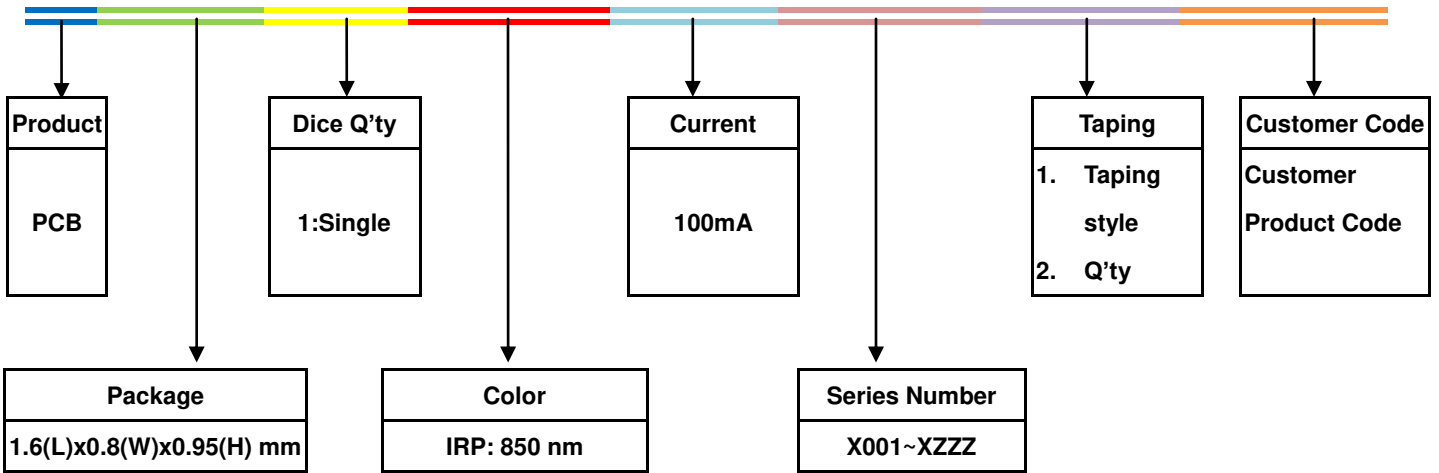 Product
PCB
Dice Q’ty
1:Single
Current
100mA
Taping
1. Taping
style
2. Q’ty
Customer Code
Customer
Product Code
Package
1.6(L)x0.8(W)x0.95(H) mm
Color
IRP: 850 nm
Series Number
X001~XZZZ